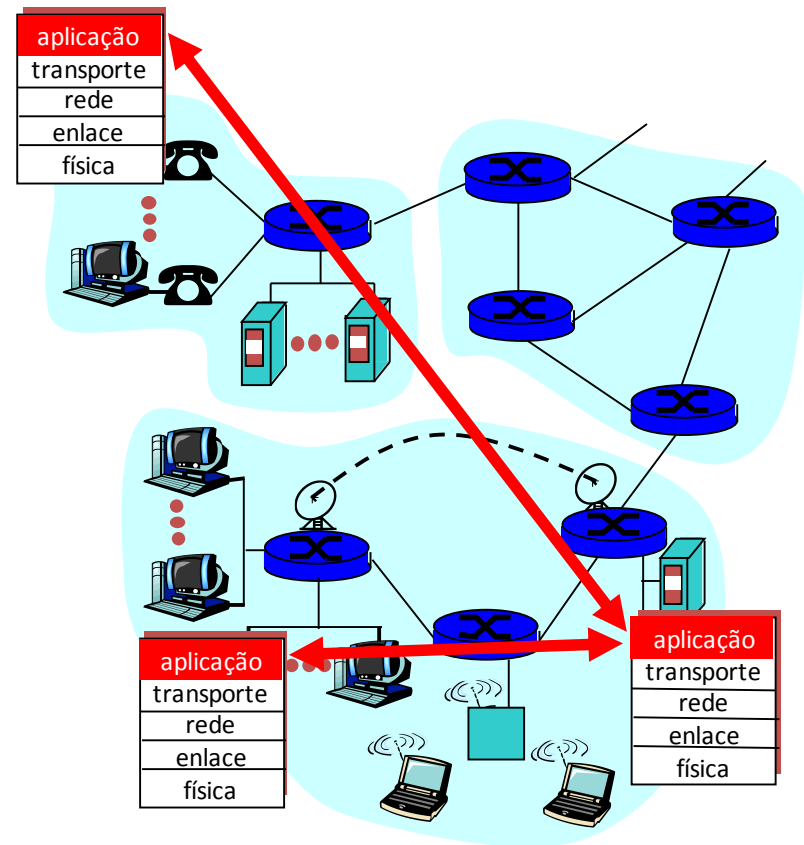 aplicação
transporte
rede
enlace
física
aplicação
transporte
rede
enlace
física
aplicação
transporte
rede
enlace
física